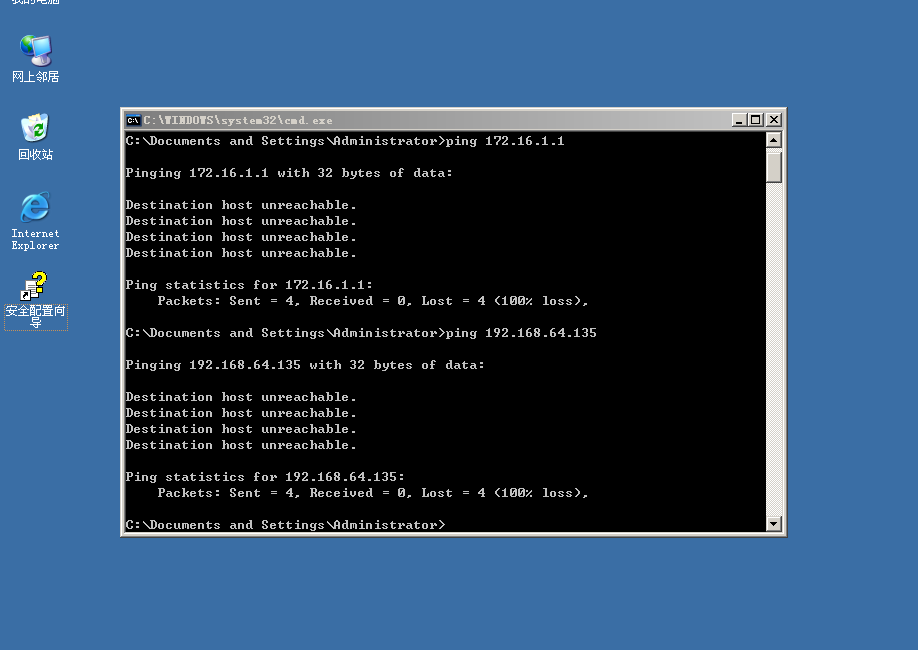 我的电脑
网上邻居
回收站
Internet
Explorer
安全配置向
导
C:\WINDOWS\system32\cmd.exe
C:\Documents and Settings\Administrator>ping 172.16.1.1
Pinging 172.16.1.1 with 32 bytes of data:
Destination host unreachable.
Destination host unreachable.
Destination host unreachable.
Destination host unreachable.
Ping statistics for 172.16.1.1:
    Packets: Sent = 4, Received = 0, Lost = 4 (100% loss),
C:\Documents and Settings\Administrator>ping 192.168.64.135
Pinging 192.168.64.135 with 32 bytes of data:
Destination host unreachable.
Destination host unreachable.
Destination host unreachable.
Destination host unreachable.
Ping statistics for 192.168.64.135:
    Packets: Sent = 4, Received = 0, Lost = 4 (100% loss),
C:\Documents and Settings\Administrator>